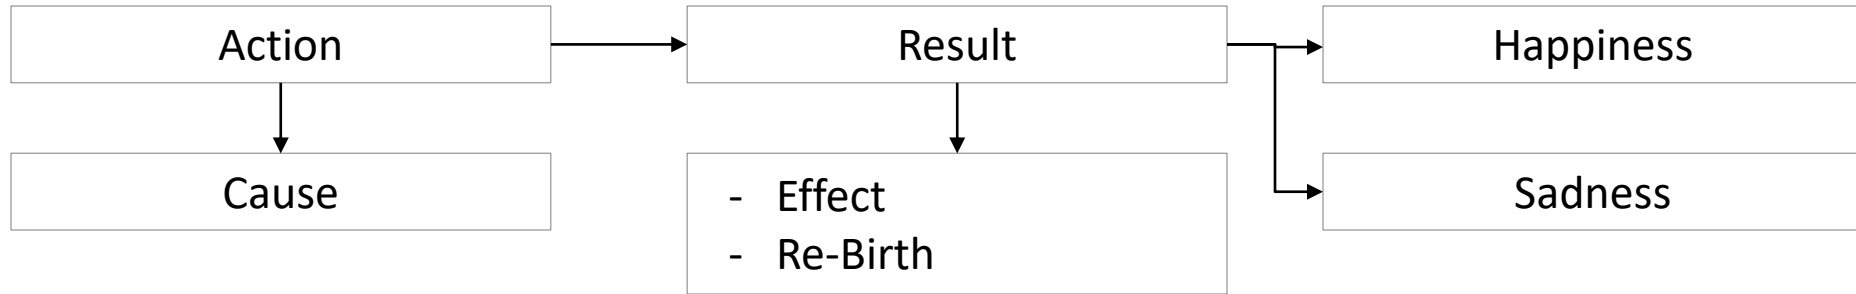 Action
Result
Happiness
Cause
- Effect
- Re-Birth
Sadness